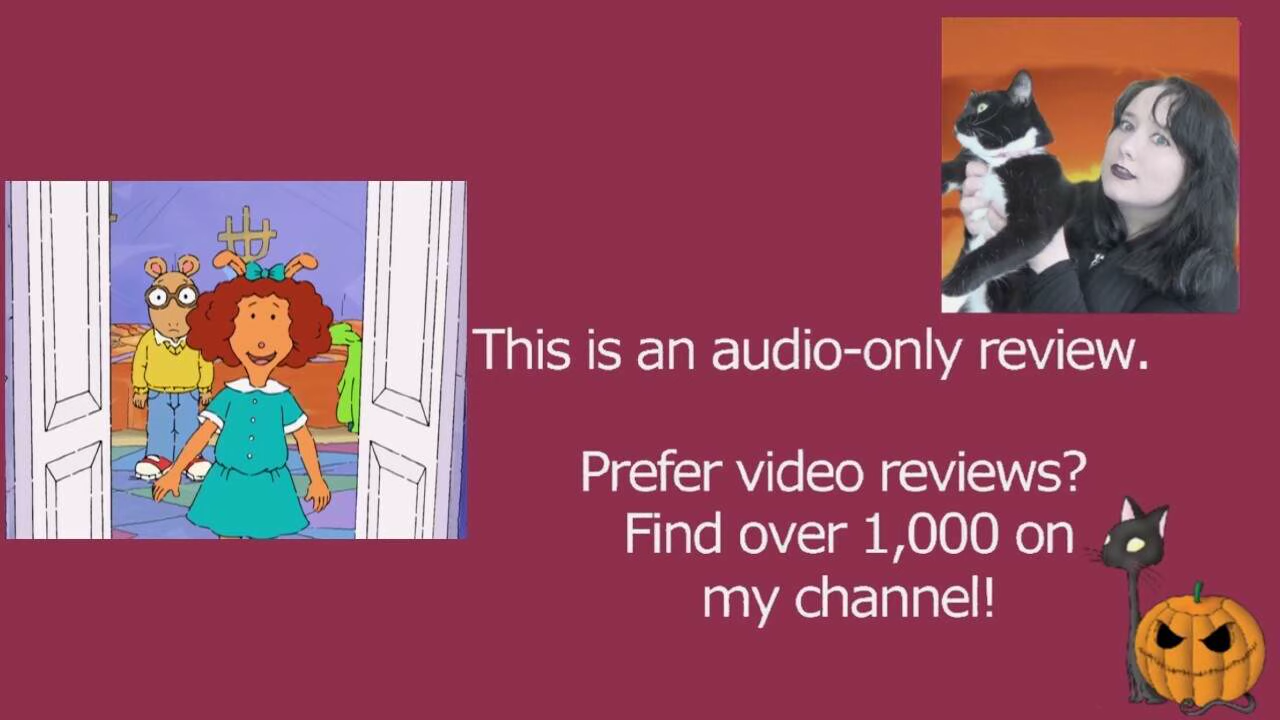 This is an audio-only review.
Prefer video reviews?
Find over 1,000 on
my channel!